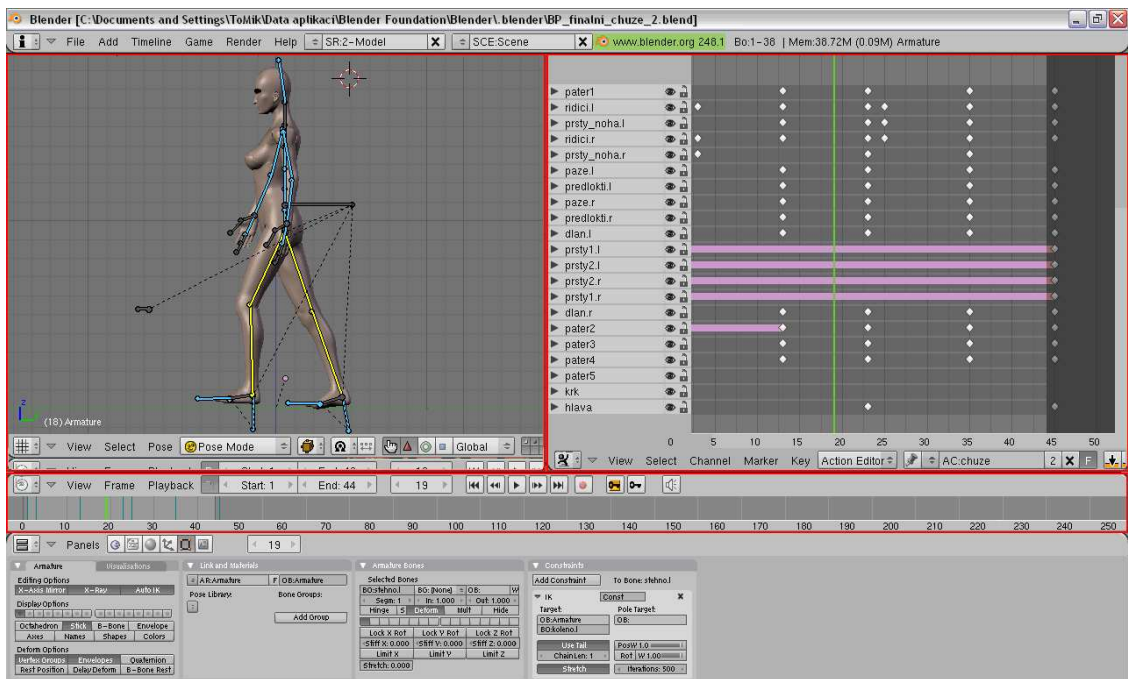 Blender [C:\Documents and Settings\ToMik\Data aplikací\Blender Foundation\Blender\.blender\BP_finalni_chuze_2.blend]
File Add Timeline Game Render Help SR:2-Model X SCE:Scene X www.blender.org 248.1 Bo:1-38 | Mem:38.72M (0.09M) Armature
pater1
ridici.l
prsty_noha.l
ridici.r
prsty_noha.r
paze.l
predlokti.l
paze.r
predlokti.r
dlan.l
prsty1.l
prsty2.l
prsty2.r
prsty1.r
dlan.r
pater2
pater3
pater4
pater5
krk
hlava
z
(18) Armature
0 5 10 15 20 25 30 35 40 45 50
View Select Pose Pose Mode Global
View Select Channel Marker Key Action Editor AC:chuze 2 X F
View Frame Playback Start: 1 End: 44 19
0 10 20 30 40 50 60 70 80 90 100 110 120 130 140 150 160 170 180 190 200 210 220 230 240 250
Panels 19
Armature Visualisations
Editing Options
X-Axis Mirror X-Ray Auto IK
Display Options
Octahedron Stick B-Bone Envelope
Axes Names Shapes Colors
Deform Options
Vertex Groups Envelopes Quaternion
Rest Position Delay Deform B-Bone Rest
Link and Materials
AR:Armature F OB:Armature
Pose Library: Bone Groups:
Add Group
Armature Bones
Selected Bones
BO:stehno.l BO: (None) OB: W
Segm: 1 In: 1.000 Out: 1.000
Hinge S Deform Mult Hide
Lock X Rot Lock Y Rot Lock Z Rot
Stiff X: 0.000 Stiff Y: 0.000 Stiff Z: 0.000
Limit X Limit Y Limit Z
Stretch: 0.000
Constraints
Add Constraint To Bone: stehno.l
IK Const X
Target: Pole Target:
OB:Armature OB:
BO:koleno.l
Use Tail PosW 1.0
ChainLen: 1 Rot W 1.00
Stretch Iterations: 500